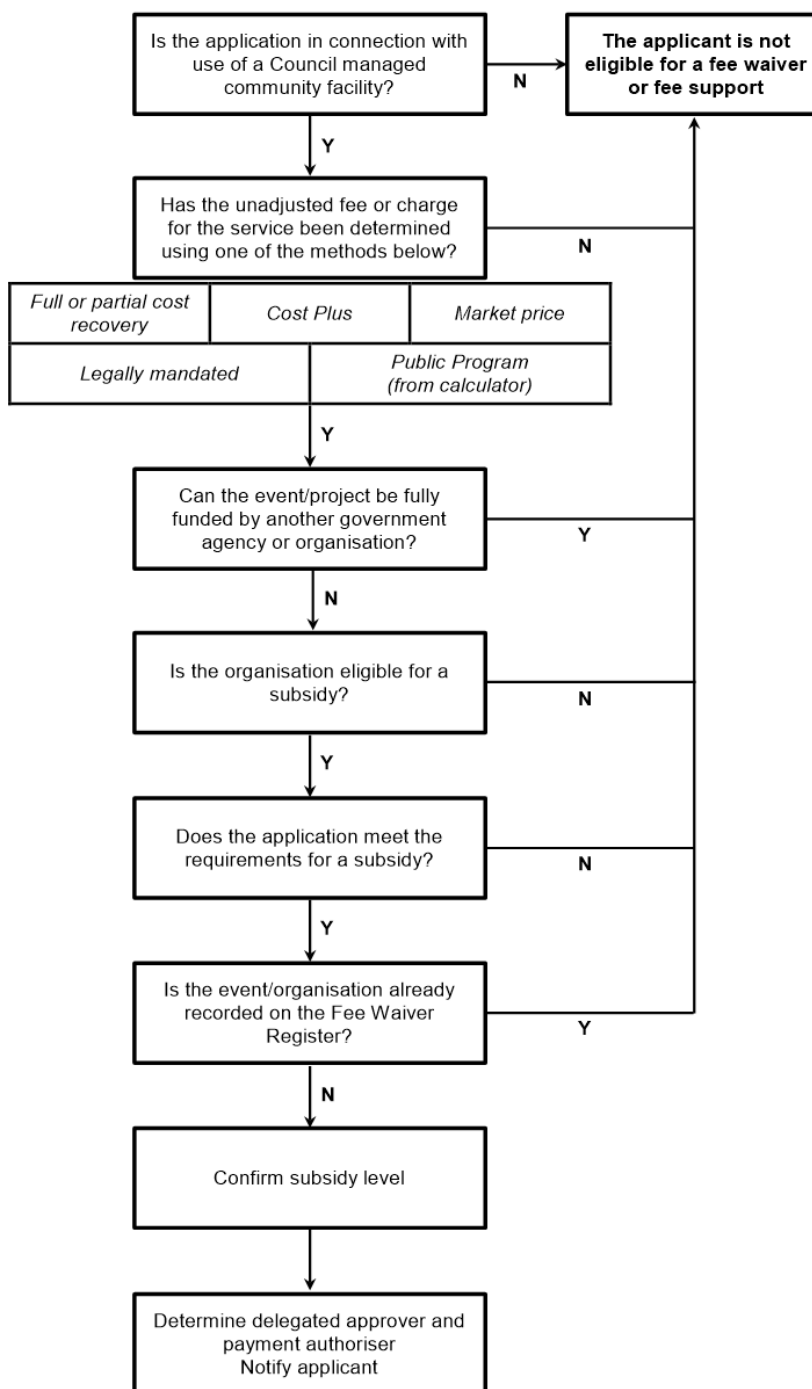 Is the application in connection with
use of a Council managed
community facility?
N
The applicant is not
eligible for a fee waiver
or fee support
Y
Has the unadjusted fee or charge
for the service been determined
using one of the methods below?
N
Full or partial cost
recovery
Cost Plus
Market price
Legally mandated
Public Program
(from calculator)
Y
Can the event/project be fully
funded by another government
agency or organisation?
Y
N
Is the organisation eligible for a
subsidy?
N
Y
Does the application meet the
requirements for a subsidy?
N
Y
Is the event/organisation already
recorded on the Fee Waiver
Register?
Y
N
Confirm subsidy level
Determine delegated approver and
payment authoriser
Notify applicant